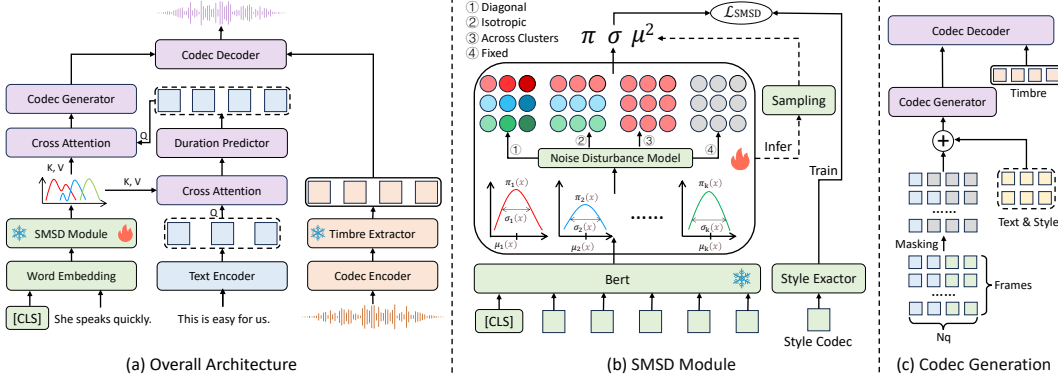 Codec Decoder
Codec Generator
Cross Attention
Q
Duration Predictor
K, V
K, V
Cross Attention
Q
SMSD Module
Timbre Extractor
Word Embedding
Text Encoder
Codec Encoder
[CLS]
She speaks quickly.
This is easy for us.
(a) Overall Architecture
① Diagonal
② Isotropic
③ Across Clusters
④ Fixed
π σ μ²
ℒSMSD
Sampling
① ② ③ ④
Noise Disturbance Model
Infer
Train
π₁(x)
σ₁(x)
μ₁(x)
π₂(x)
σ₂(x)
μ₂(x)
......
πₖ(x)
σₖ(x)
μₖ(x)
Bert
Style Exactor
[CLS]
Style Codec
(b) SMSD Module
Codec Decoder
Timbre
Codec Generator
+
......
Text & Style
Masking
......
Frames
Nq
(c) Codec Generation